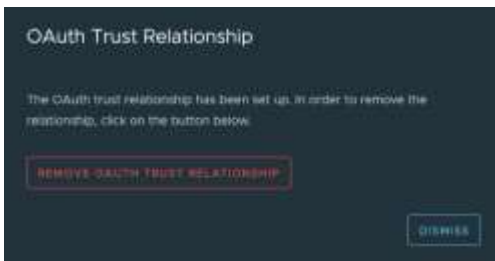 OAuth Trust Relationship
The OAuth trust relationship has been set up. In order to remove the
relationship, click on the button below.
REMOVE OAUTH TRUST RELATIONSHIP
DISMISS